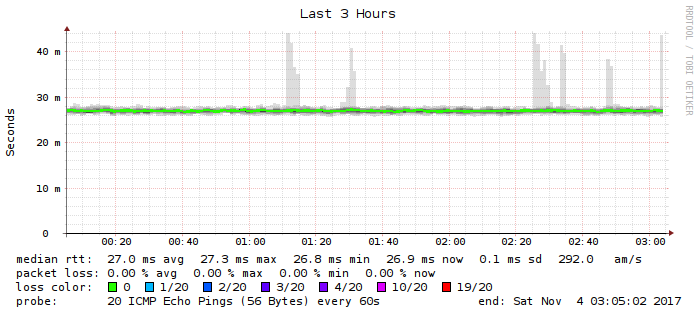 Last 3 Hours
RRDTOOL / TOBI OETIKER
Seconds
40 m
30 m
20 m
10 m
0
00:20 00:40 01:00 01:20 01:40 02:00 02:20 02:40 03:00
median rtt: 27.0 ms avg 27.3 ms max 26.8 ms min 26.9 ms now 0.1 ms sd 292.0 am/s
packet loss: 0.00 % avg 0.00 % max 0.00 % min 0.00 % now
loss color: 0 1/20 2/20 3/20 4/20 10/20 19/20
probe: 20 ICMP Echo Pings (56 Bytes) every 60s end: Sat Nov 4 03:05:02 2017